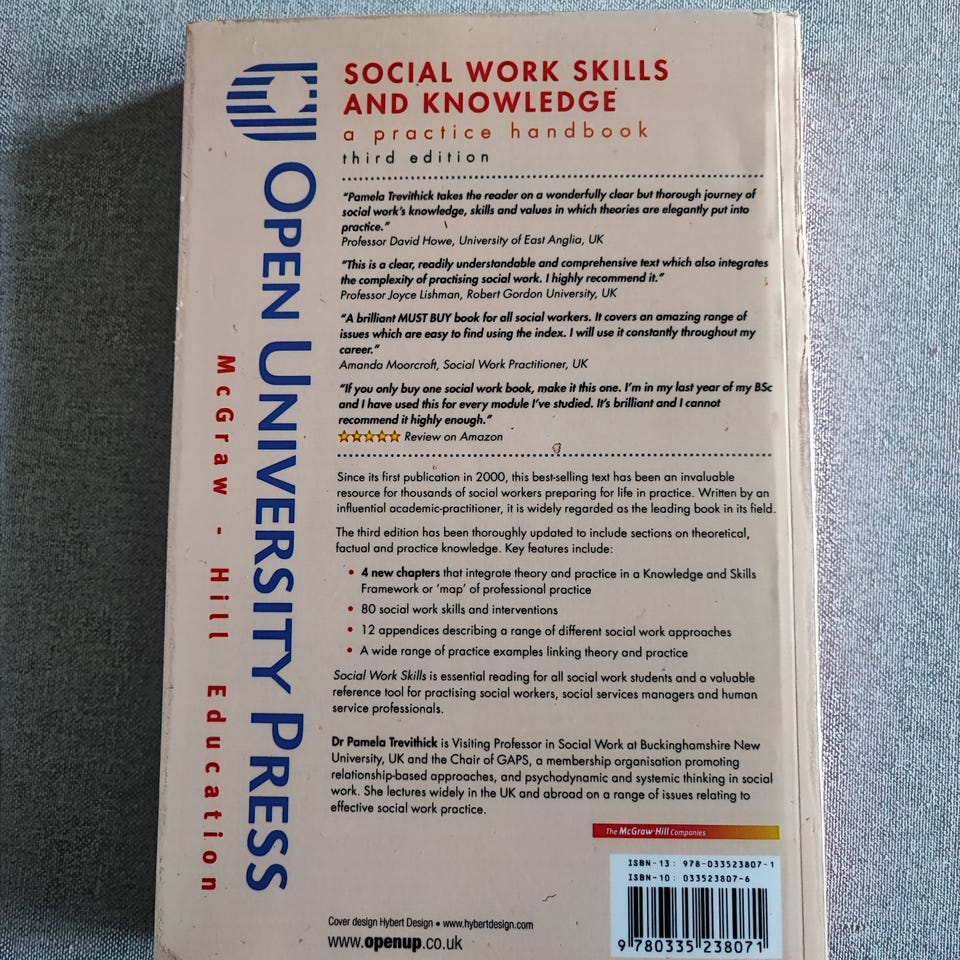 SOCIAL WORK SKILLS
AND KNOWLEDGE
a practice handbook
third edition
"Pamela Trevithick takes the reader on a wonderfully clear but thorough journey of
social work's knowledge, skills and values in which theories are elegantly put into
practice."
Professor David Howe, University of East Anglia, UK
"This is a clear, readily understandable and comprehensive text which also integrates
the complexity of practising social work. I highly recommend it."
Professor Joyce Lishman, Robert Gordon University, UK
"A brilliant MUST BUY book for all social workers. It covers an amazing range of
issues which are easy to find using the index. I will use it constantly throughout my
career."
Amanda Moorcroft, Social Work Practitioner, UK
"If you only buy one social work book, make it this one. I'm in my last year of my BSc
and I have used this for every module I've studied. It's brilliant and I cannot
recommend it highly enough."
Review on Amazon
Since its first publication in 2000, this best-selling text has been an invaluable
resource for thousands of social workers preparing for life in practice. Written by an
influential academic-practitioner, it is widely regarded as the leading book in its field.
The third edition has been thoroughly updated to include sections on theoretical,
factual and practice knowledge. Key features include:
• 4 new chapters that integrate theory and practice in a Knowledge and Skills
Framework or 'map' of professional practice
• 80 social work skills and interventions
• 12 appendices describing a range of different social work approaches
• A wide range of practice examples linking theory and practice
Social Work Skills is essential reading for all social work students and a valuable
reference tool for practising social workers, social services managers and human
service professionals.
Dr Pamela Trevithick is Visiting Professor in Social Work at Buckinghamshire New
University, UK and the Chair of GAPS, a membership organisation promoting
relationship-based approaches, and psychodynamic and systemic thinking in social
work. She lectures widely in the UK and abroad on a range of issues relating to
effective social work practice.
The McGraw·Hill Companies
ISBN-13: 978-033523807-1
ISBN-10: 033523807-6
9 780335 238071
Cover design Hybert Design • www.hybertdesign.com
www.openup.co.uk
OPEN UNIVERSITY PRESS
McGraw - Hill Education